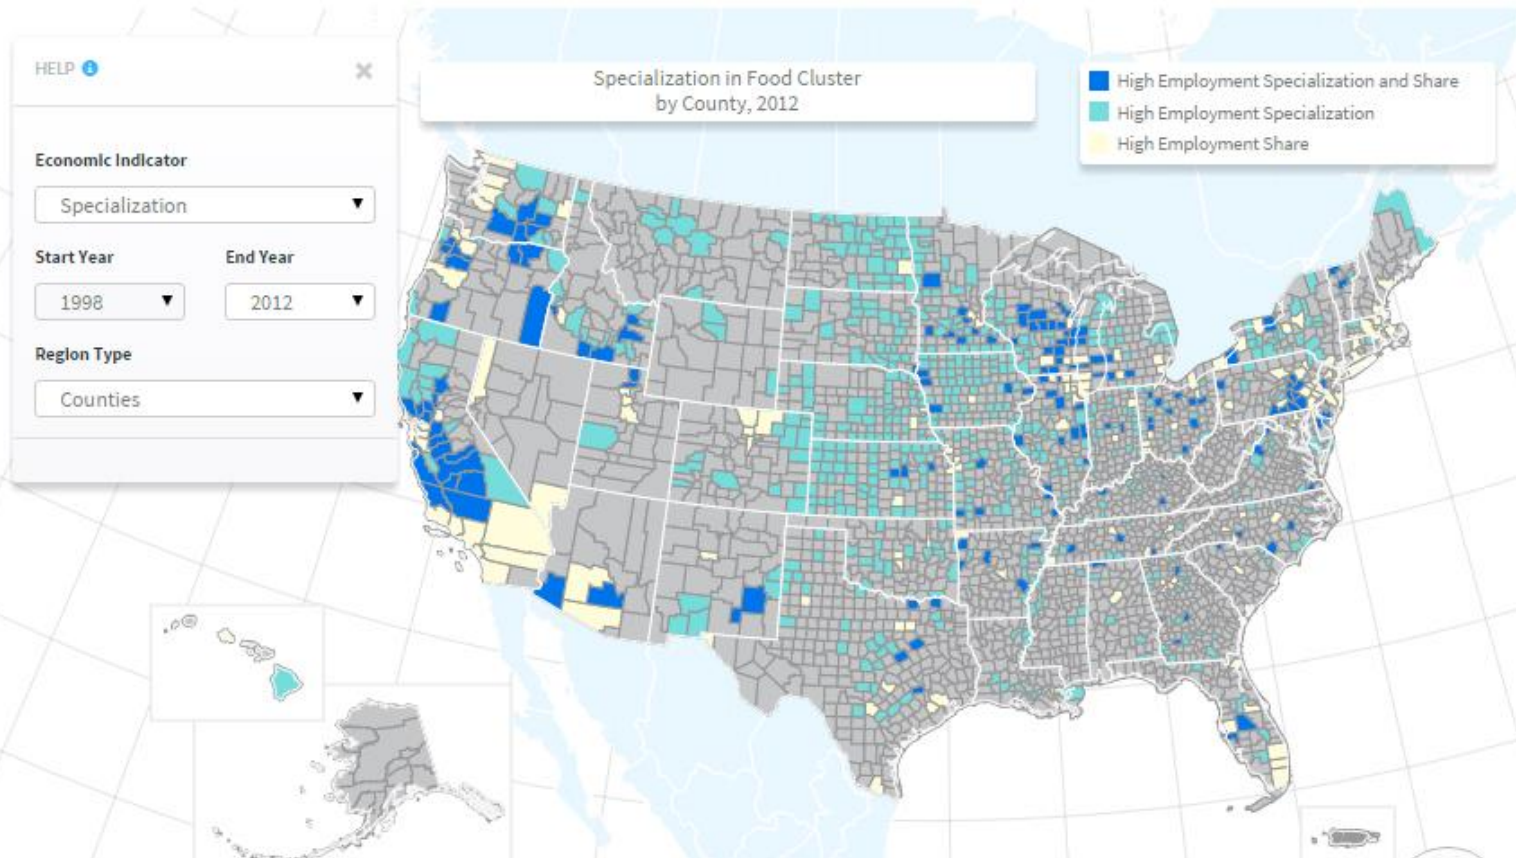 HELP
Economic Indicator
Specialization
Start Year
End Year
1998
2012
Region Type
Counties
Specialization in Food Cluster
by County, 2012
High Employment Specialization and Share
High Employment Specialization
High Employment Share